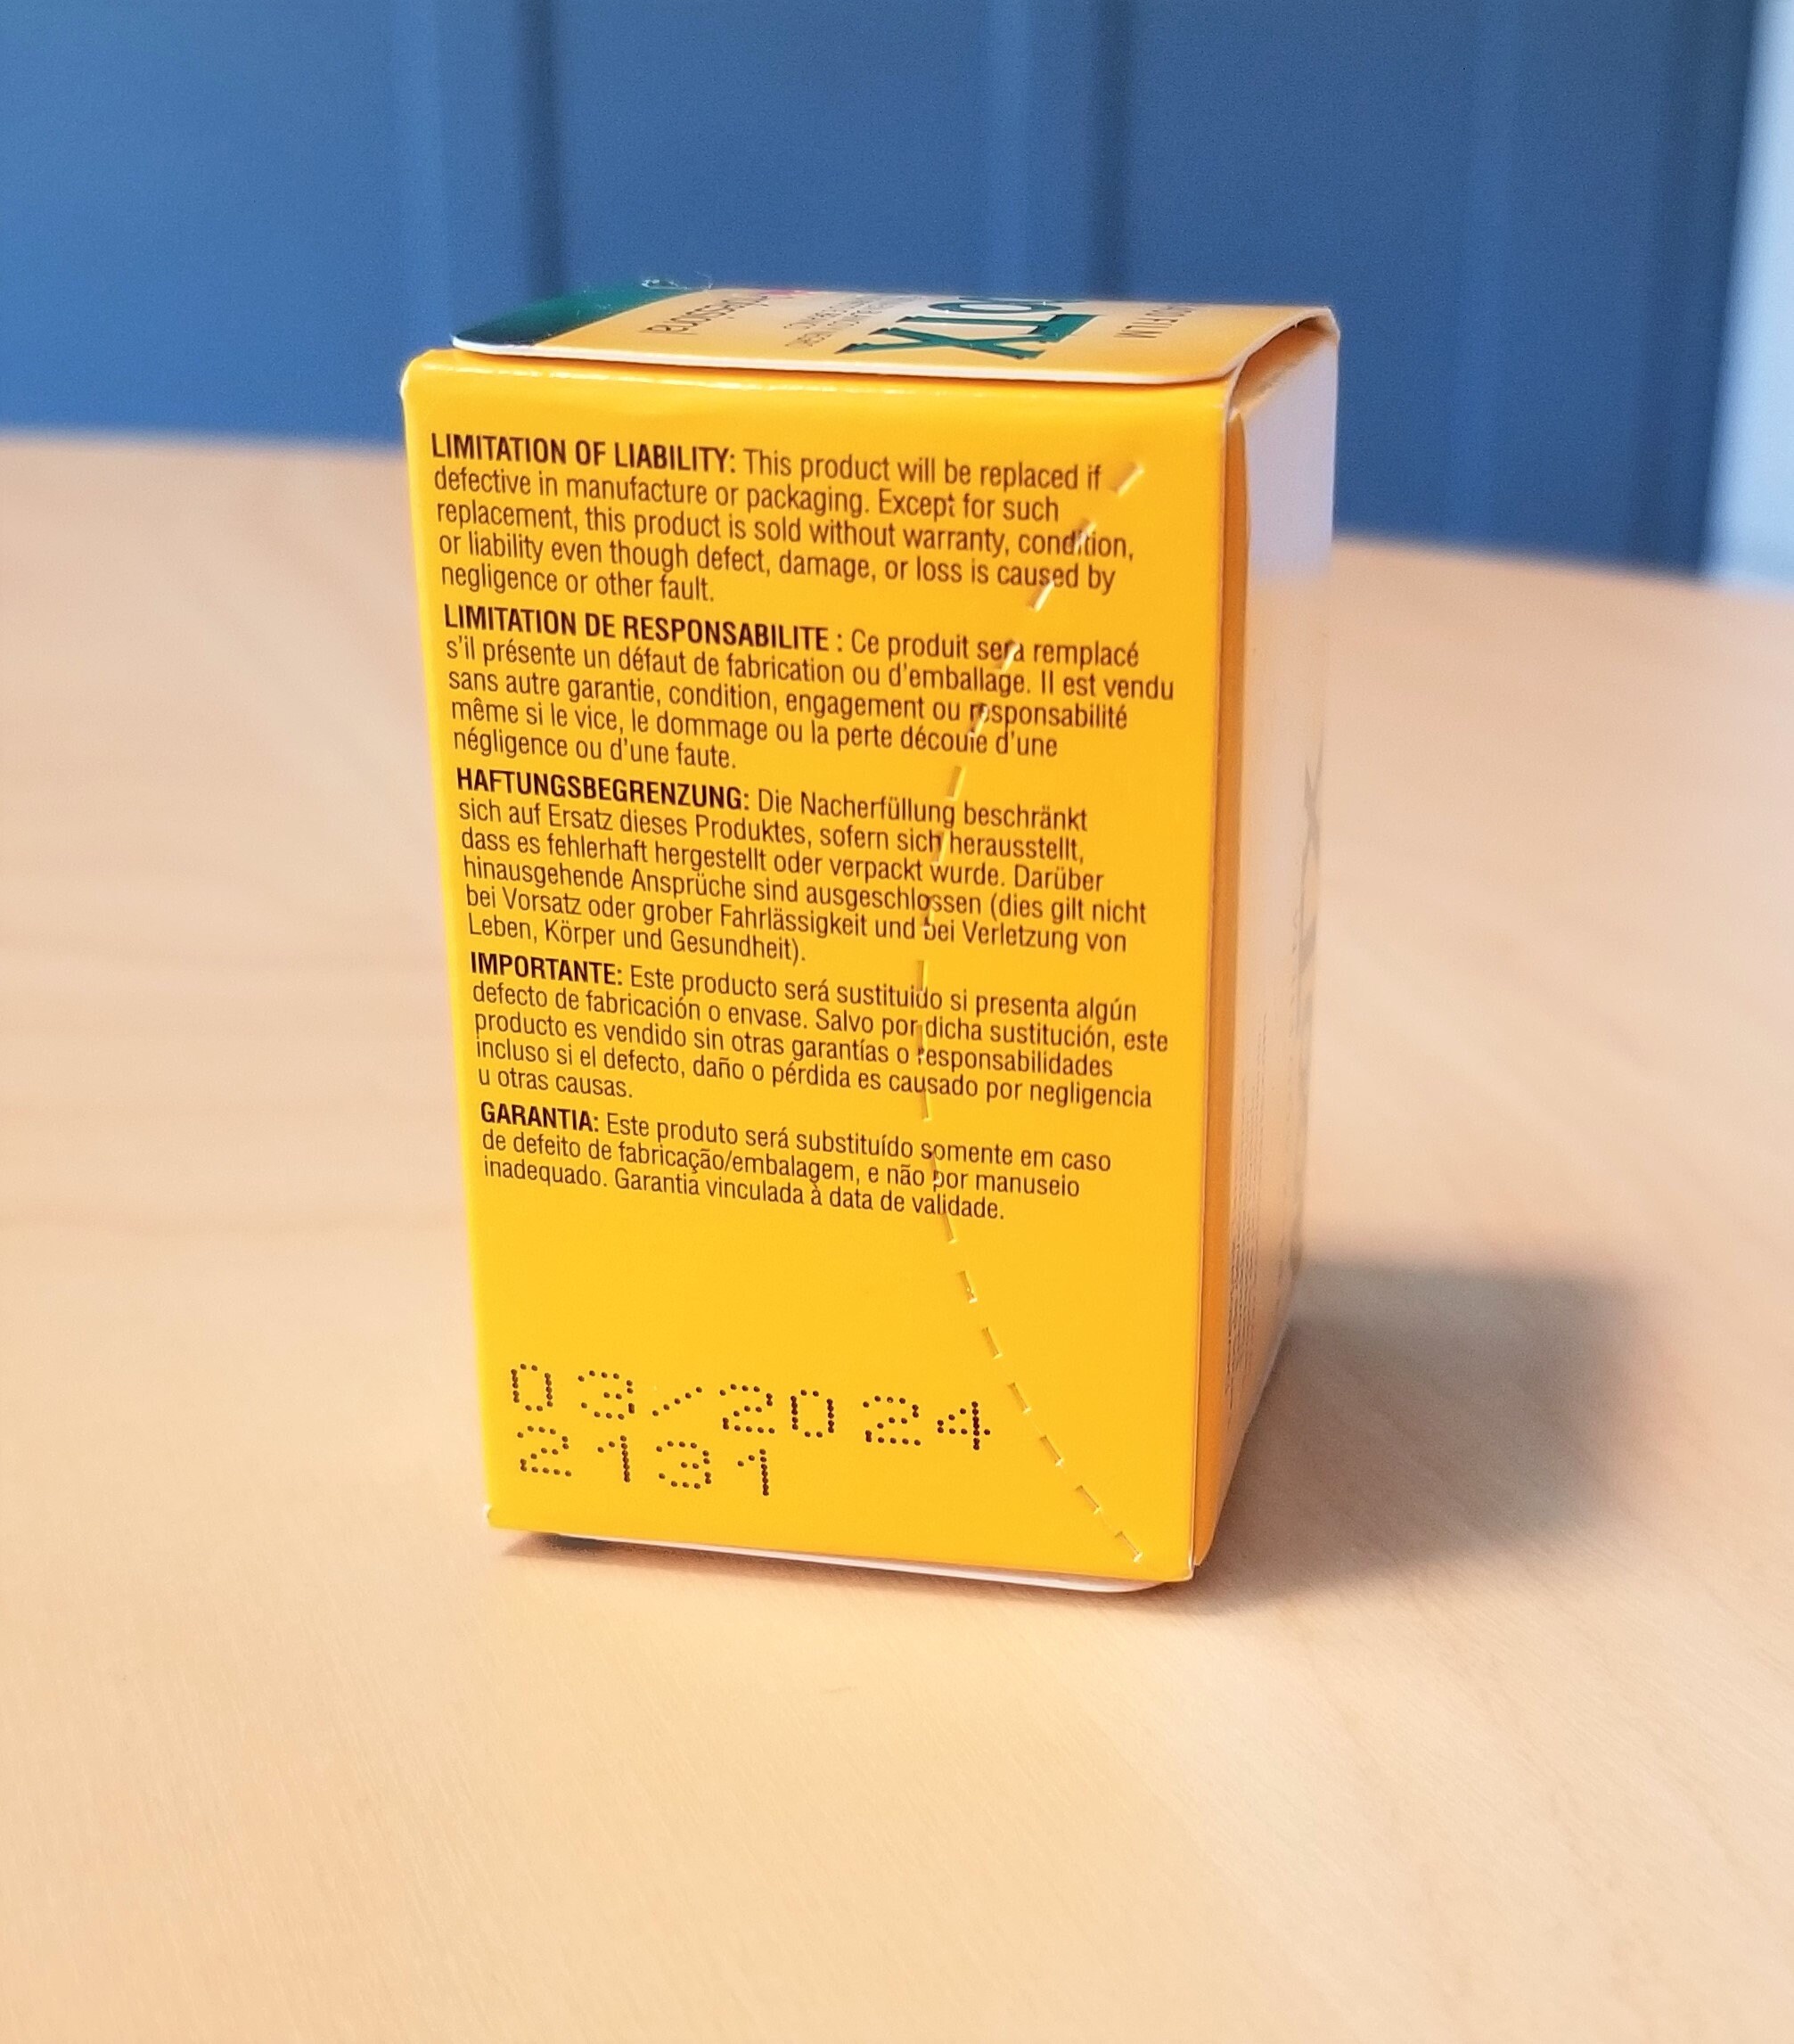 professional
LIMITATION OF LIABILITY: This product will be replaced if
defective in manufacture or packaging. Except for such
replacement, this product is sold without warranty, condition,
or liability even though defect, damage, or loss is caused by
negligence or other fault.
LIMITATION DE RESPONSABILITE : Ce produit sera remplacé
s'il présente un défaut de fabrication ou d'emballage. Il est vendu
sans autre garantie, condition, engagement ou responsabilité
même si le vice, le dommage ou la perte découle d'une
négligence ou d'une faute.
HAFTUNGSBEGRENZUNG: Die Nacherfüllung beschränkt
sich auf Ersatz dieses Produktes, sofern sich herausstellt,
dass es fehlerhaft hergestellt oder verpackt wurde. Darüber
hinausgehende Ansprüche sind ausgeschlossen (dies gilt nicht
bei Vorsatz oder grober Fahrlässigkeit und bei Verletzung von
Leben, Körper und Gesundheit).
IMPORTANTE: Este producto será sustituido si presenta algún
defecto de fabricación o envase. Salvo por dicha sustitución, este
producto es vendido sin otras garantías o responsabilidades
incluso si el defecto, daño o pérdida es causado por negligencia
u otras causas.
GARANTIA: Este produto será substituído somente em caso
de defeito de fabricação/embalagem, e não por manuseio
inadequado. Garantia vinculada à data de validade.
03/2024
2131